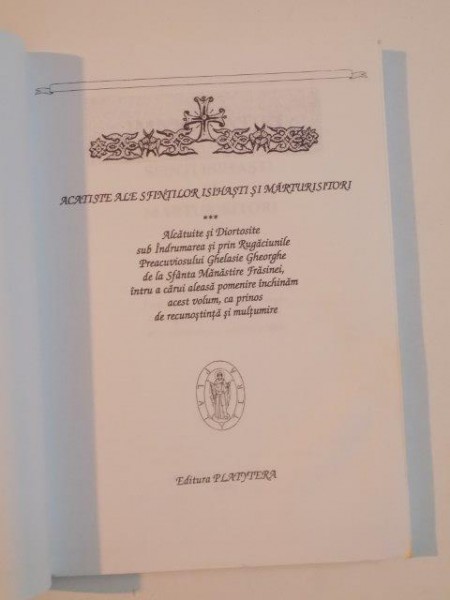 ACATISTE ALE SFINȚILOR ISIHAȘTI ȘI MĂRTURISITORI
***
Alcătuite și Diortosite
sub Îndrumarea și prin Rugăciunile
Preacuviosului Ghelasie Gheorghe
de la Sfânta Mănăstire Frăsinei,
întru a cărui aleasă pomenire închinăm
acest volum, ca prinos
de recunoștință și mulțumire
Editura PLATYTERA